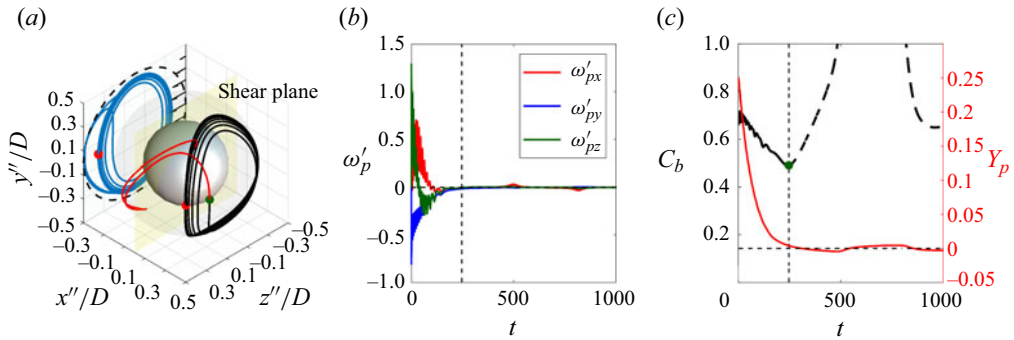 (a)
Shear plane
y″/D
0.5
0.3
0.1
−0.1
−0.3
−0.5
−0.5
−0.3
−0.1
0.1
0.3
0.5
x″/D
−0.5
−0.3
−0.1
0.1
0.3
z″/D
(b)
1.5
1.0
0.5
0
−0.5
−1.0
ω′p
ω′px
ω′py
ω′pz
0
500
1000
t
(c)
1.0
0.8
0.6
0.4
0.2
Cb
0.25
0.20
0.15
0.10
0.05
0
−0.05
Yp
0
500
1000
t